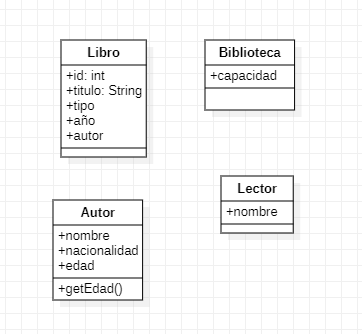 Libro
+id: int
+titulo: String
+tipo
+año
+autor
Biblioteca
+capacidad
Autor
+nombre
+nacionalidad
+edad
+getEdad()
Lector
+nombre